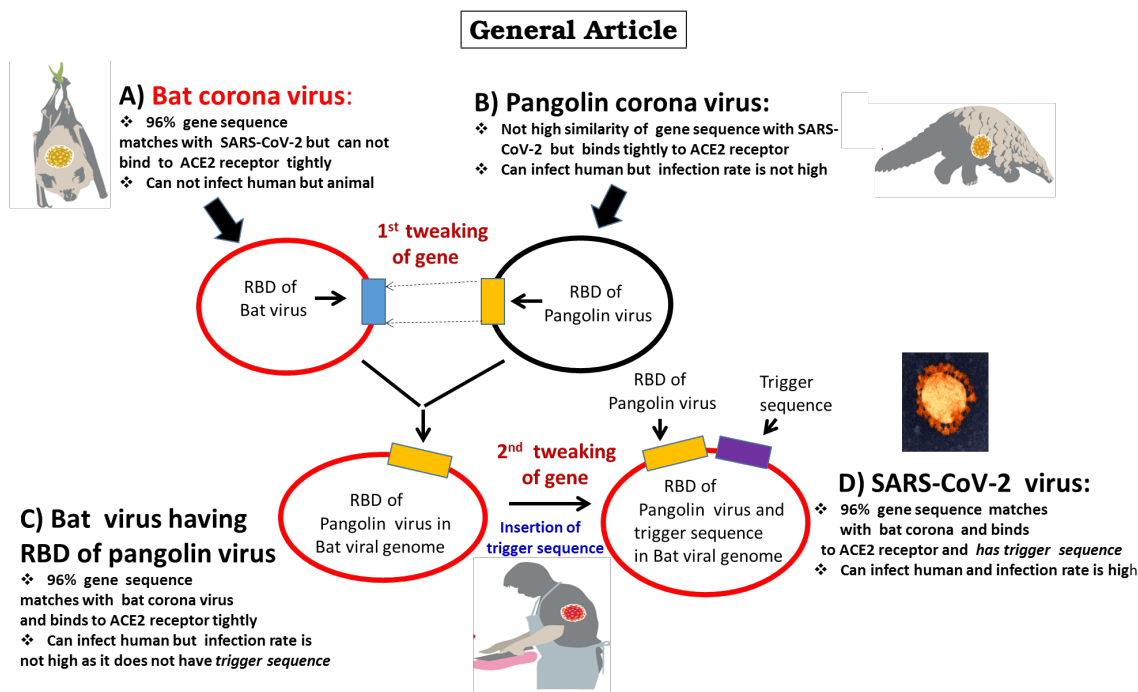 General Article
A) Bat corona virus:
❖ 96% gene sequence
matches with SARS-CoV-2 but can not
bind to ACE2 receptor tightly
❖ Can not infect human but animal
B) Pangolin corona virus:
❖ Not high similarity of gene sequence with SARS-
CoV-2 but binds tightly to ACE2 receptor
❖ Can infect human but infection rate is not high
1st tweaking
of gene
RBD of
Bat virus
RBD of
Pangolin virus
RBD of
Pangolin virus
Trigger
sequence
2nd tweaking
of gene
Insertion of
trigger sequence
RBD of
Pangolin virus in
Bat viral genome
RBD of
Pangolin virus and
trigger sequence
in Bat viral genome
C) Bat virus having
RBD of pangolin virus
❖ 96% gene sequence
matches with bat corona virus
and binds to ACE2 receptor tightly
❖ Can infect human but infection rate is
not high as it does not have trigger sequence
D) SARS-CoV-2 virus:
❖ 96% gene sequence matches
with bat corona and binds
to ACE2 receptor and has trigger sequence
❖ Can infect human and infection rate is high